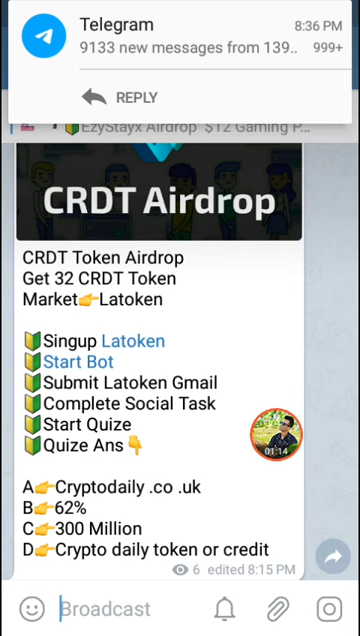 Telegram
8:36 PM
9133 new messages from 139..
999+
REPLY
EzyStayx Airdrop $12 Gaming P...
CRDT Airdrop
CRDT Token Airdrop
Get 32 CRDT Token
Market👉Latoken
🔰Singup Latoken
🔰Start Bot
🔰Submit Latoken Gmail
🔰Complete Social Task
🔰Start Quize
🔰Quize Ans👇
01:14
A👉Cryptodaily .co .uk
B👉62%
C👉300 Million
D👉Crypto daily token or credit
6 edited 8:15 PM
Broadcast